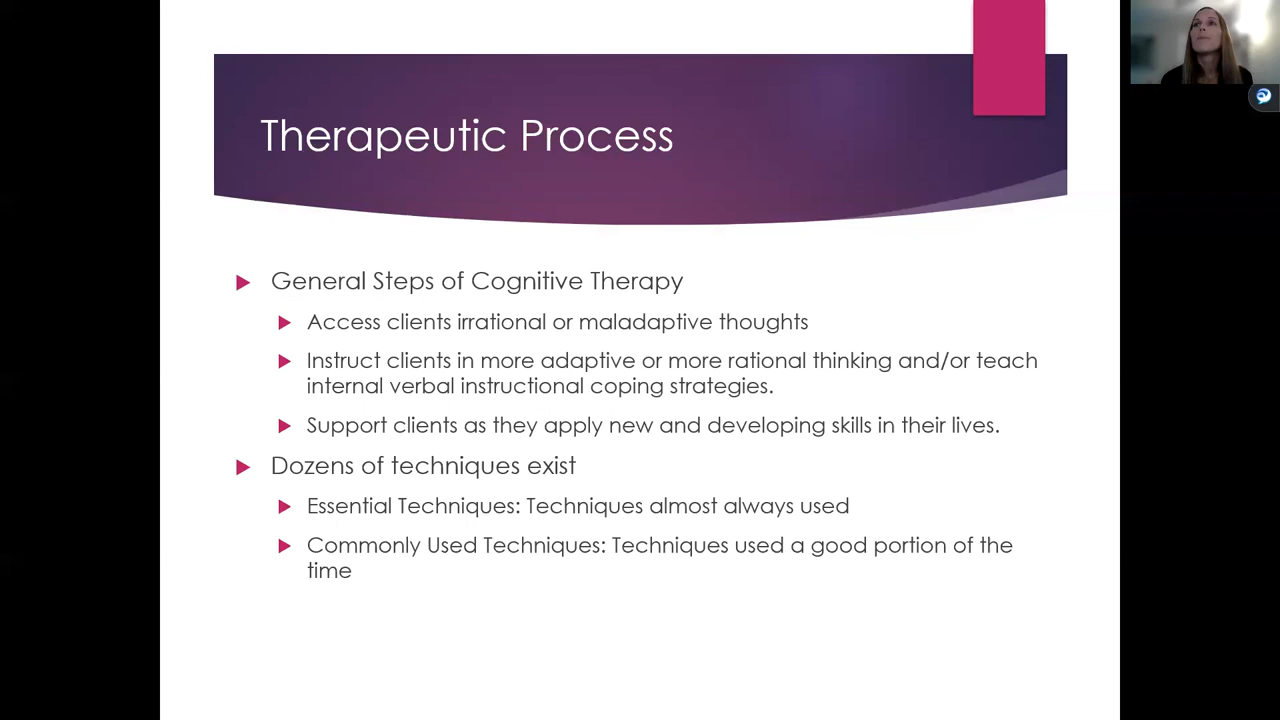 Therapeutic Process
General Steps of Cognitive Therapy
Access clients irrational or maladaptive thoughts
Instruct clients in more adaptive or more rational thinking and/or teach
internal verbal instructional coping strategies.
Support clients as they apply new and developing skills in their lives.
Dozens of techniques exist
Essential Techniques: Techniques almost always used
Commonly Used Techniques: Techniques used a good portion of the
time